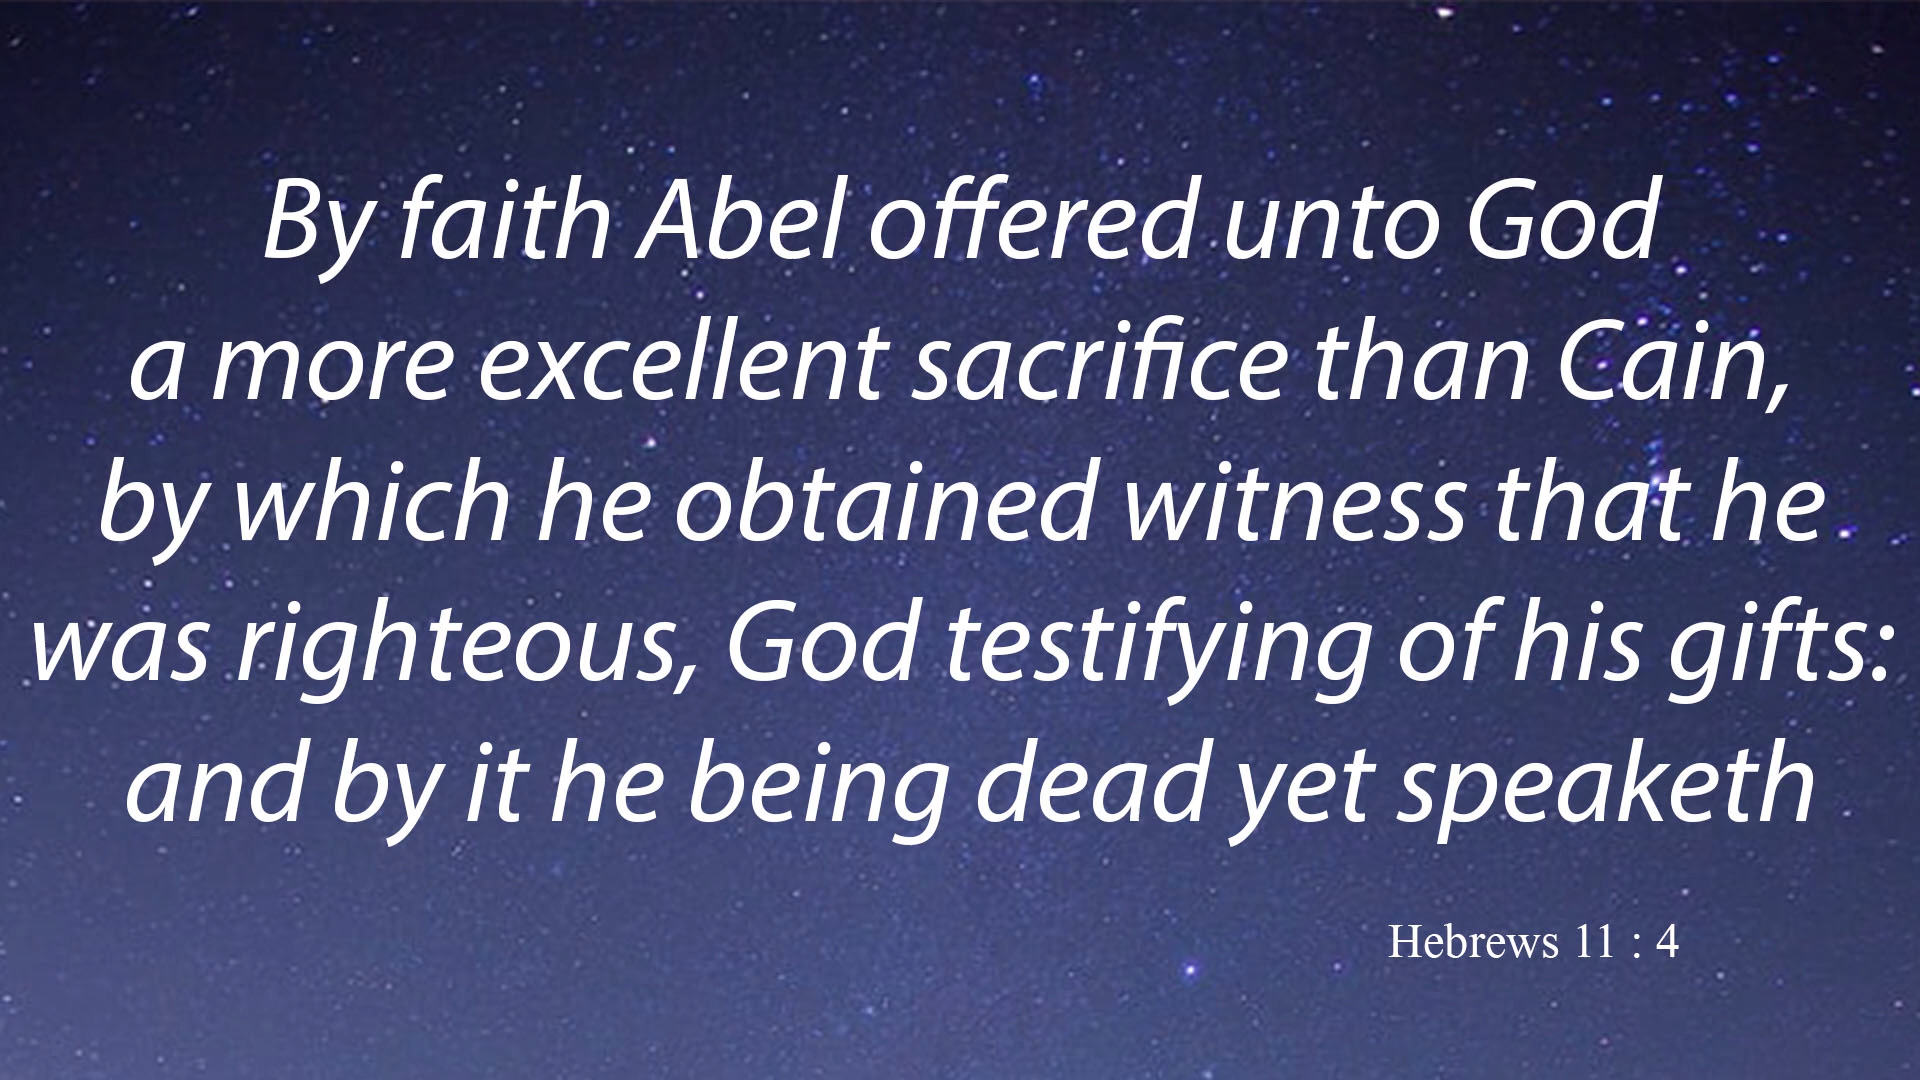 By faith Abel offered unto God
a more excellent sacrifice than Cain,
by which he obtained witness that he
was righteous, God testifying of his gifts:
and by it he being dead yet speaketh
Hebrews 11 : 4